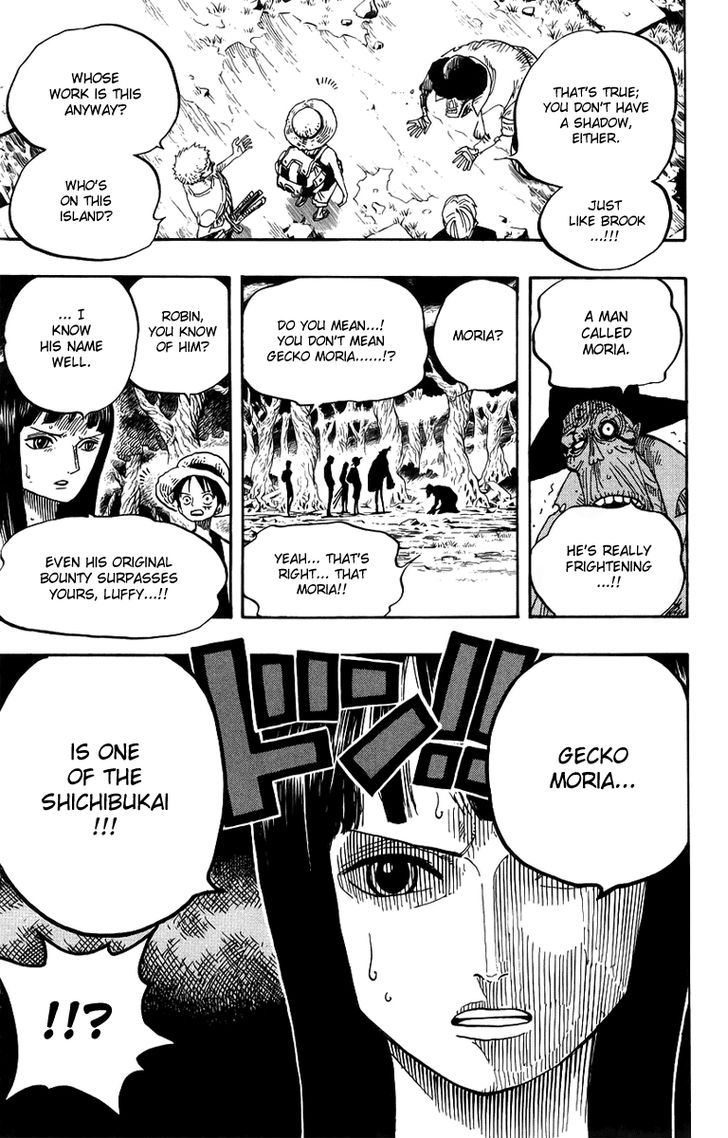 THAT'S TRUE;
YOU DON'T HAVE
A SHADOW,
EITHER.
JUST
LIKE BROOK
...!!!
WHOSE
WORK IS THIS
ANYWAY?
WHO'S
ON THIS
ISLAND?
A MAN
CALLED
MORIA.
HE'S REALLY
FRIGHTENING
...!!
MORIA?
DO YOU MEAN...!
YOU DON'T MEAN
GECKO MORIA......!?
YEAH... THAT'S
RIGHT... THAT
MORIA!!
ROBIN,
YOU KNOW
OF HIM?
... I
KNOW
HIS NAME
WELL.
EVEN HIS ORIGINAL
BOUNTY SURPASSES
YOURS, LUFFY...!!
GECKO
MORIA...
ドン!!
IS ONE
OF THE
SHICHIBUKAI
!!!
!!?